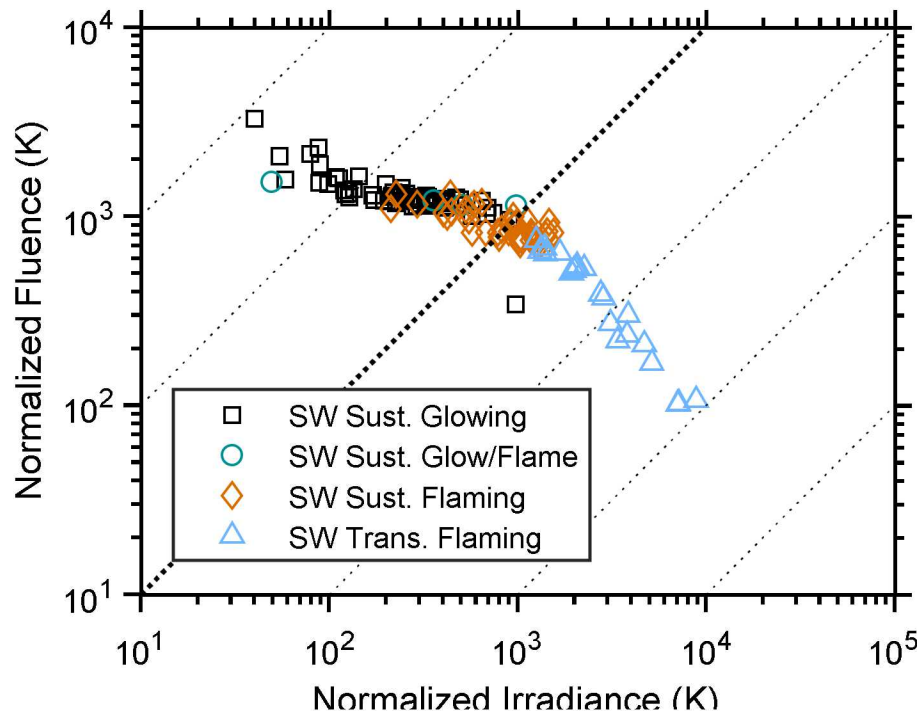 Normalized Fluence (K)
10^4
10^3
10^2
10^1
SW Sust. Glowing
SW Sust. Glow/Flame
SW Sust. Flaming
SW Trans. Flaming
10^1 10^2 10^3 10^4 10^5
Normalized Irradiance (K)